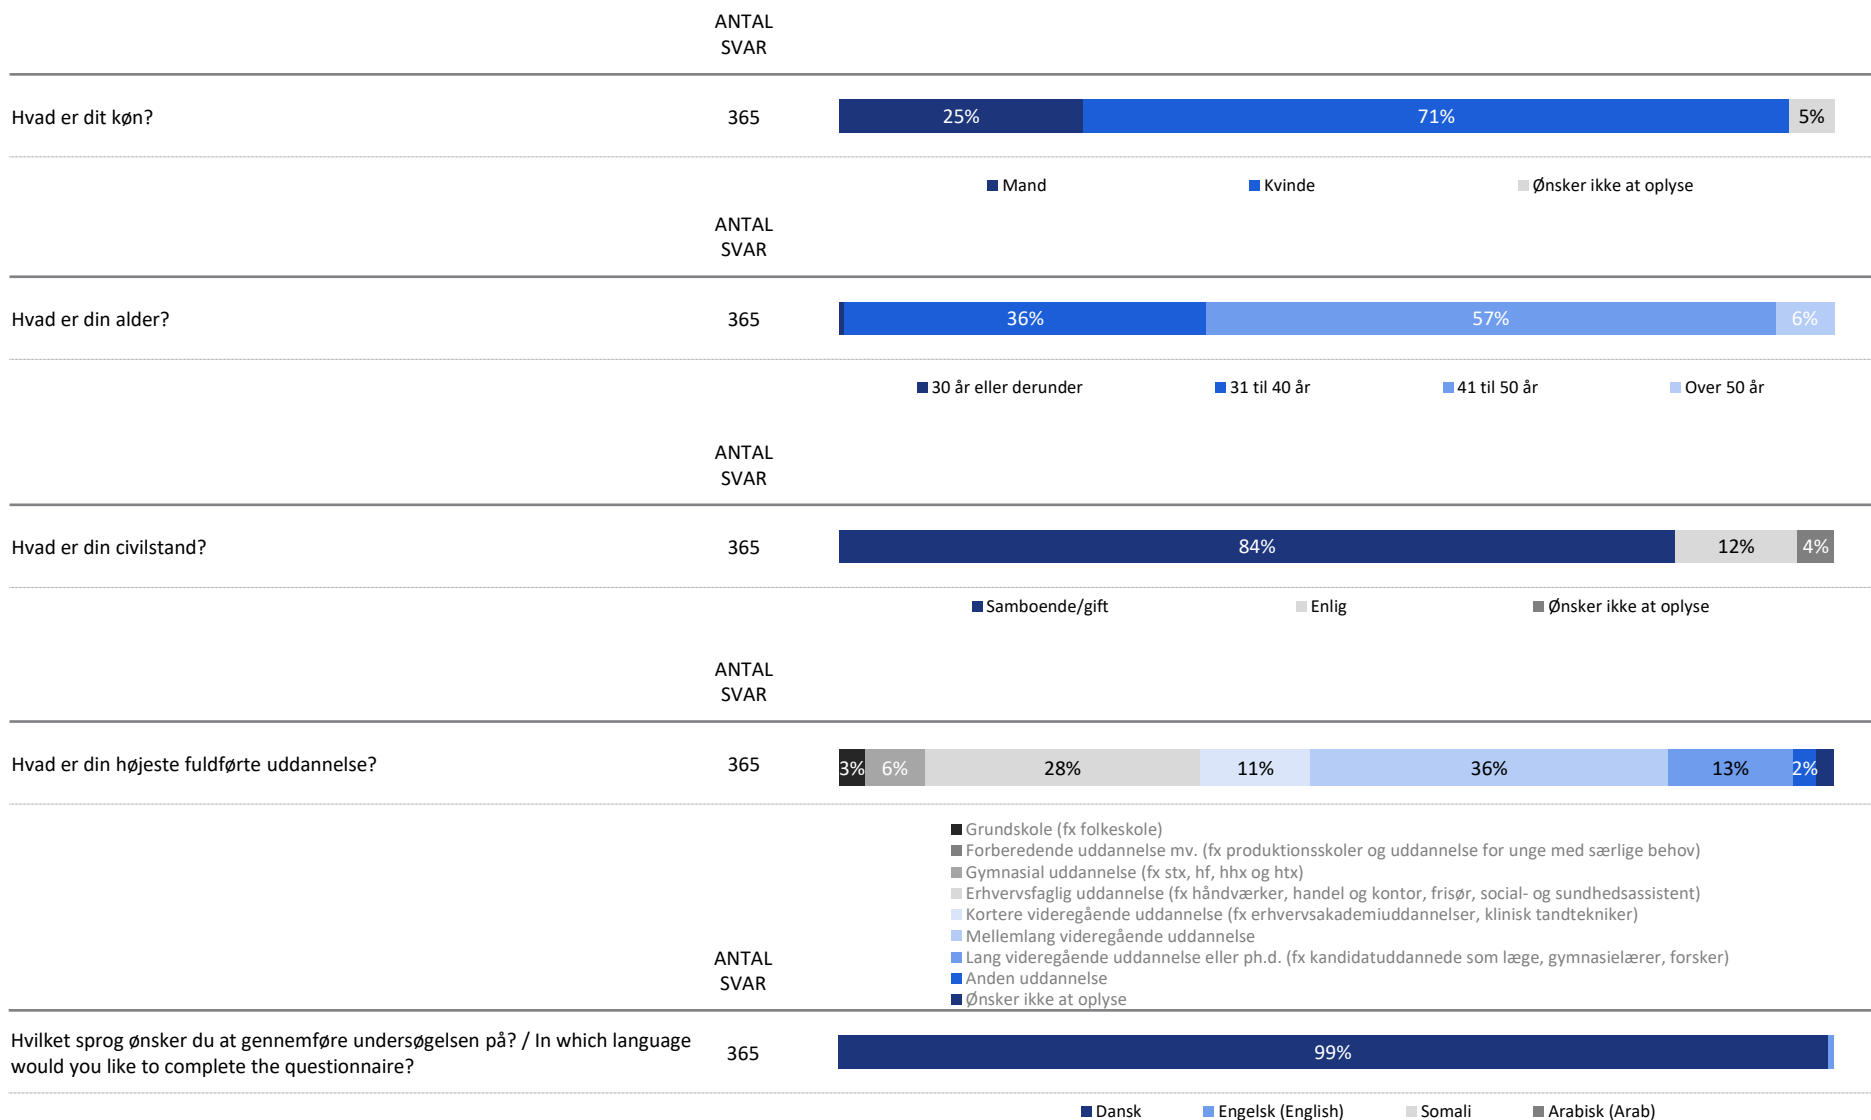 ANTAL
SVAR
Hvad er dit køn?
365
25%
71%
5%
Mand
Kvinde
Ønsker ikke at oplyse
ANTAL
SVAR
Hvad er din alder?
365
36%
57%
6%
30 år eller derunder
31 til 40 år
41 til 50 år
Over 50 år
ANTAL
SVAR
Hvad er din civilstand?
365
84%
12%
4%
Samboende/gift
Enlig
Ønsker ikke at oplyse
ANTAL
SVAR
Hvad er din højeste fuldførte uddannelse?
365
3%
6%
28%
11%
36%
13%
2%
Grundskole (fx folkeskole)
Forberedende uddannelse mv. (fx produktionsskoler og uddannelse for unge med særlige behov)
Gymnasial uddannelse (fx stx, hf, hhx og htx)
Erhvervsfaglig uddannelse (fx håndværker, handel og kontor, frisør, social- og sundhedsassistent)
Kortere videregående uddannelse (fx erhvervsakademiuddannelser, klinisk tandtekniker)
Mellemlang videregående uddannelse
Lang videregående uddannelse eller ph.d. (fx kandidatuddannede som læge, gymnasielærer, forsker)
Anden uddannelse
Ønsker ikke at oplyse
ANTAL
SVAR
Hvilket sprog ønsker du at gennemføre undersøgelsen på? / In which language
would you like to complete the questionnaire?
365
99%
Dansk
Engelsk (English)
Somali
Arabisk (Arab)